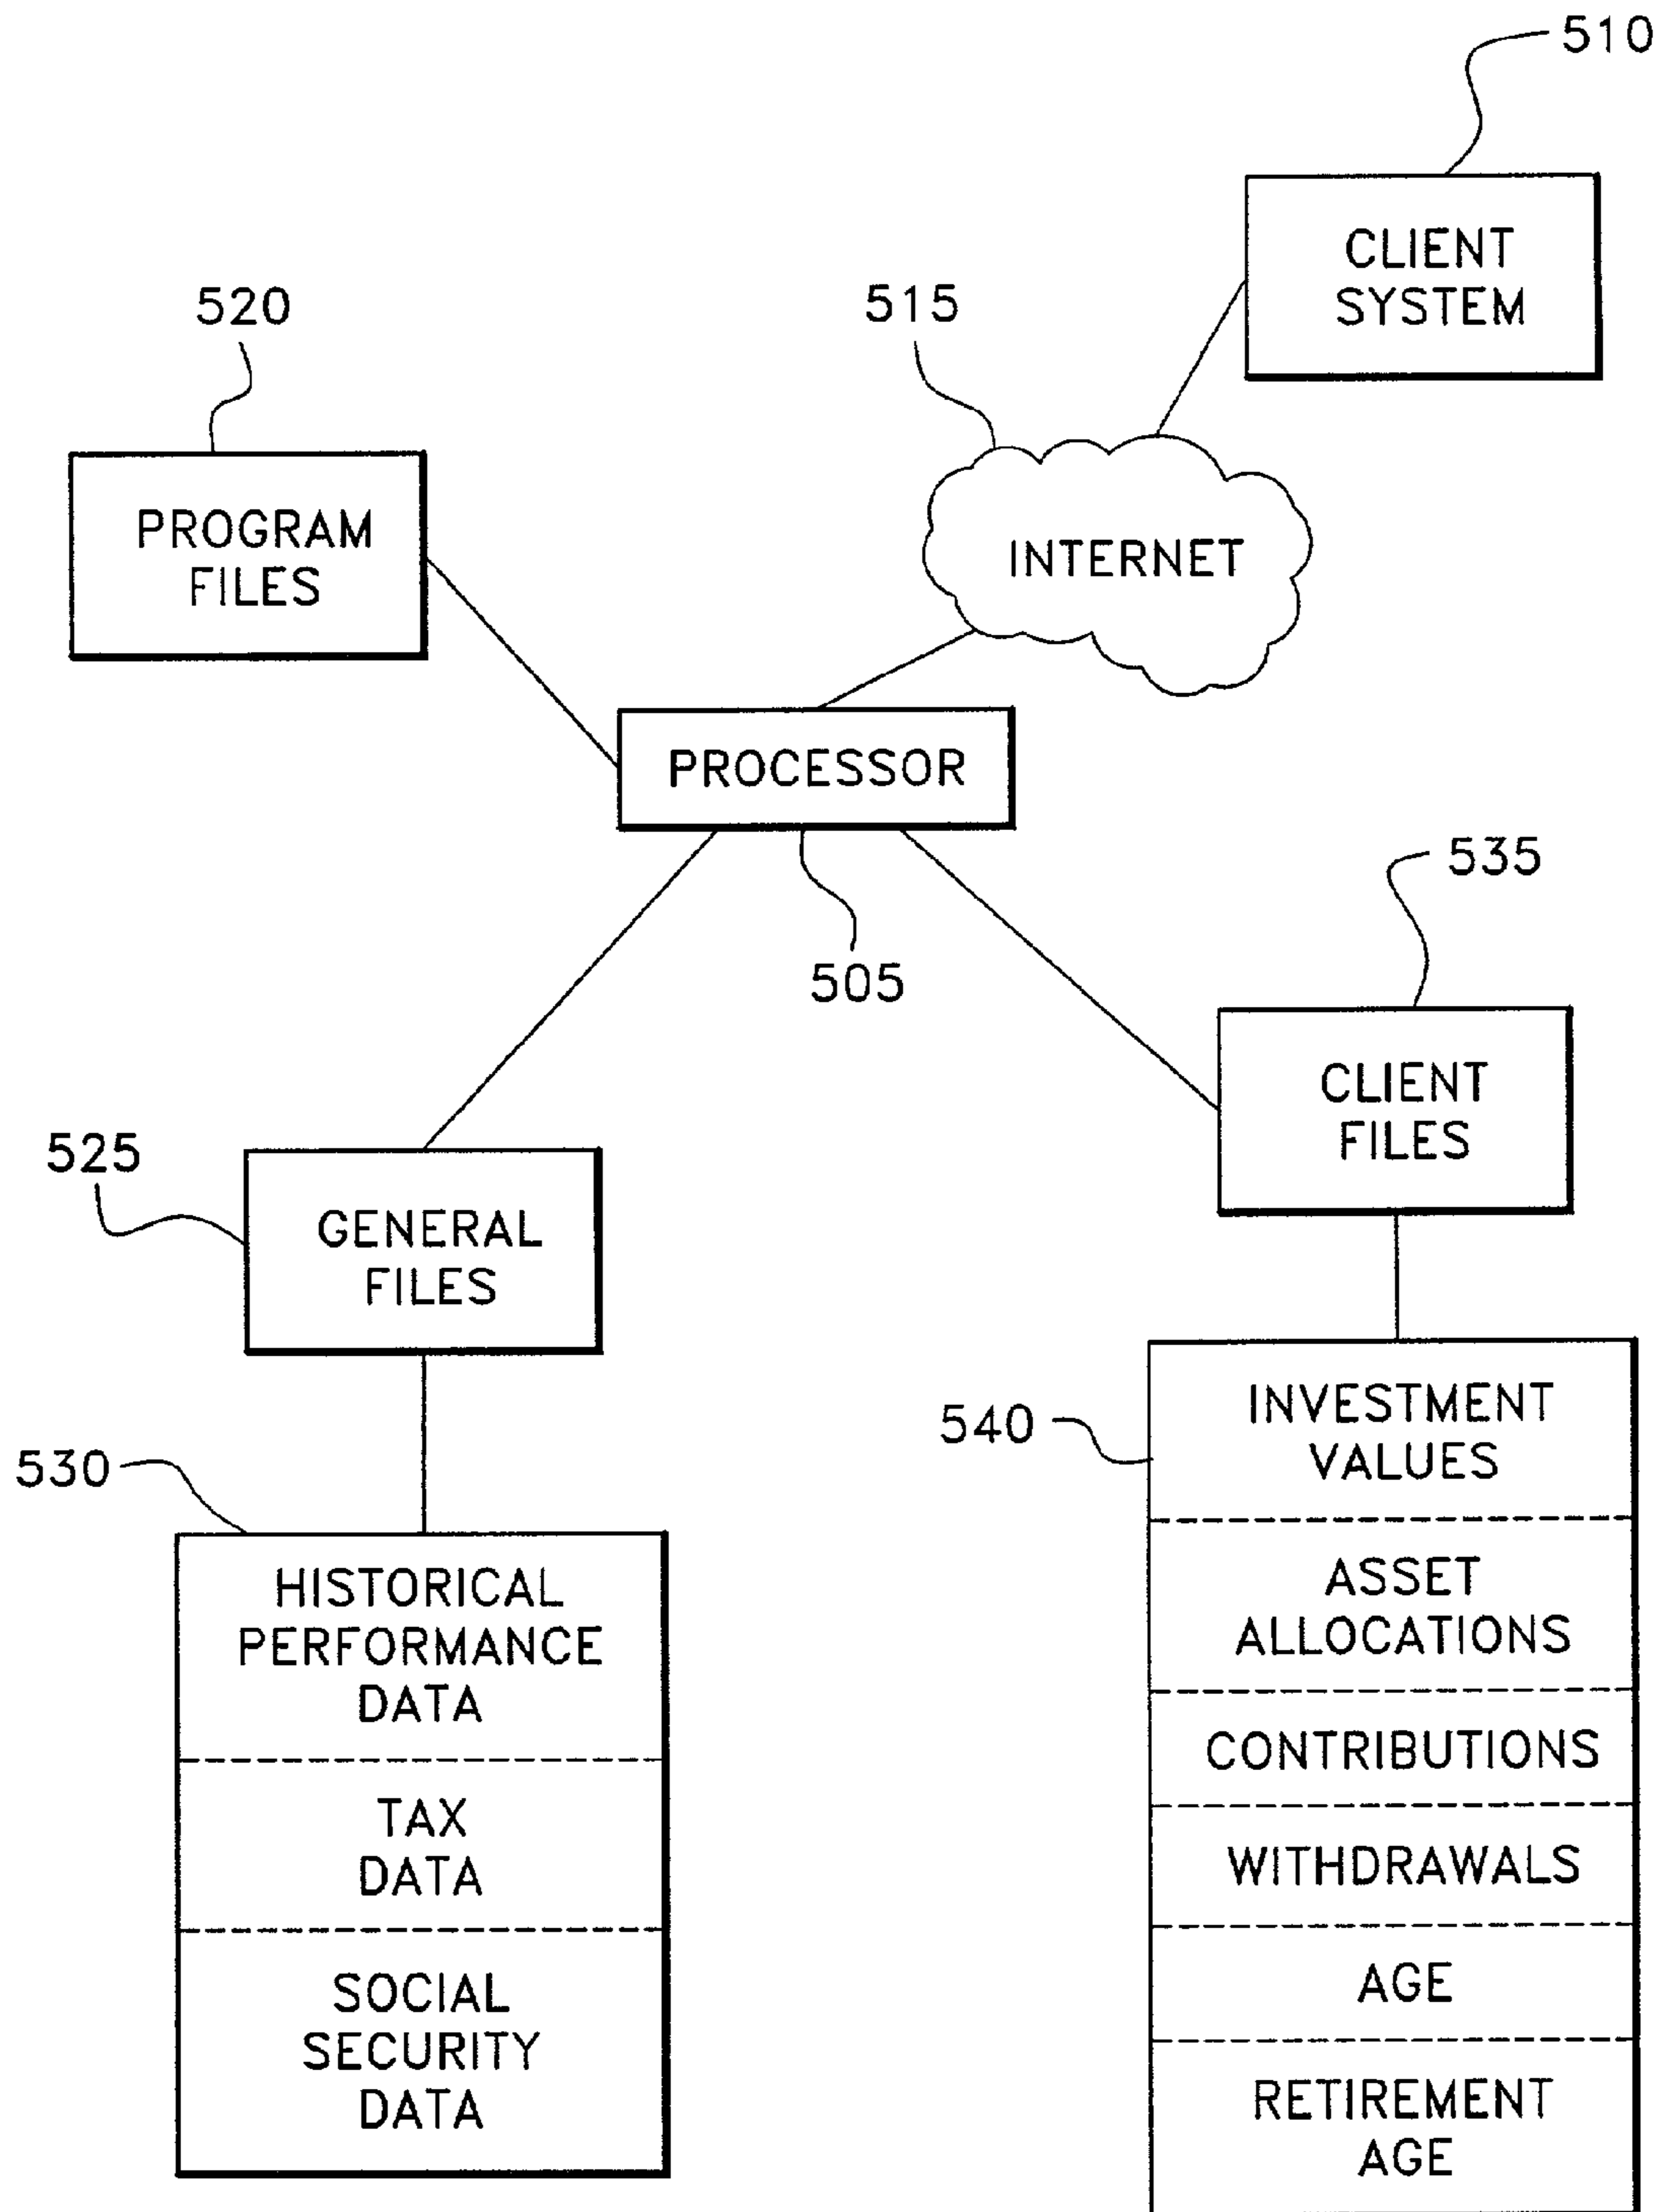 510
CLIENT
SYSTEM
520
515
PROGRAM
FILES
INTERNET
PROCESSOR
535
505
CLIENT
FILES
525
GENERAL
FILES
540
INVESTMENT
VALUES
530
ASSET
ALLOCATIONS
HISTORICAL
PERFORMANCE
DATA
CONTRIBUTIONS
TAX
DATA
WITHDRAWALS
AGE
SOCIAL
SECURITY
DATA
RETIREMENT
AGE